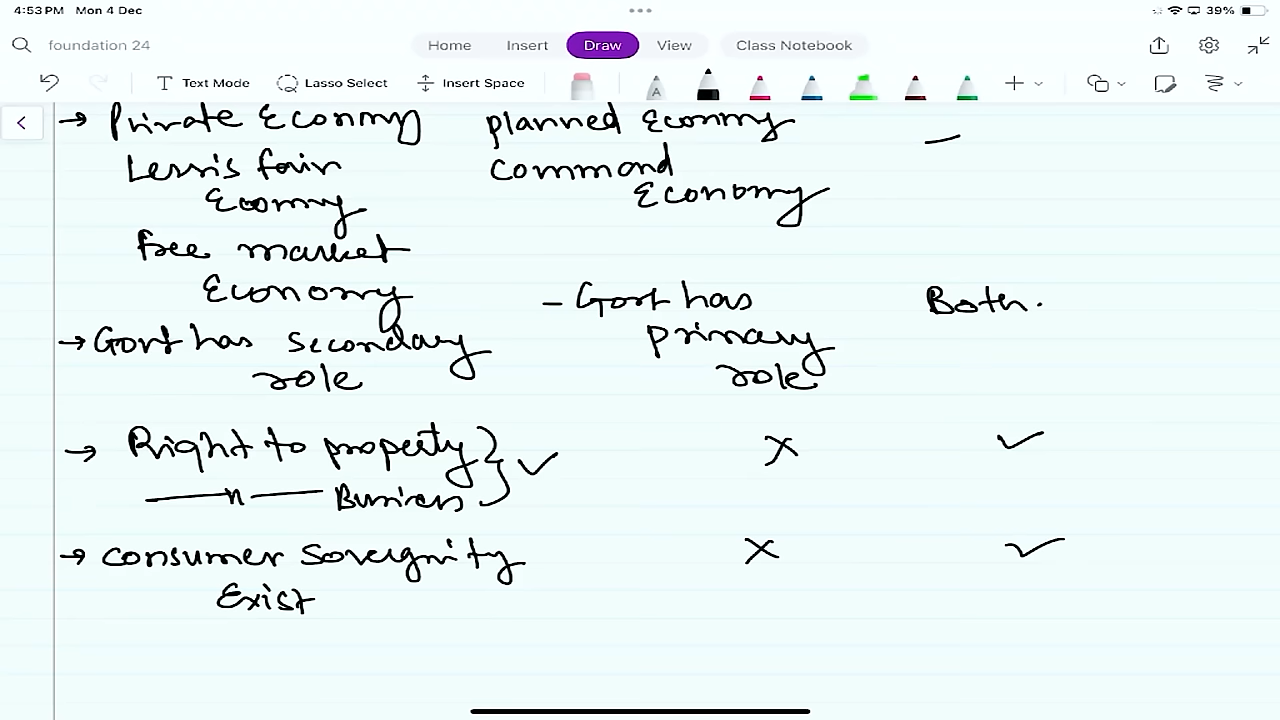 4:53 PM Mon 4 Dec
39%
foundation 24
Home Insert Draw View Class Notebook
Text Mode Lasso Select Insert Space
→ Private Economy planned Economy –
Lessis fair command
Economy Economy
free market
Economy – Govt has Both.
→ Govt has secondary primary
role role
→ Right to property } ✓ X ✓
—— n —— Business
→ consumer sovereignity X ✓
Exist